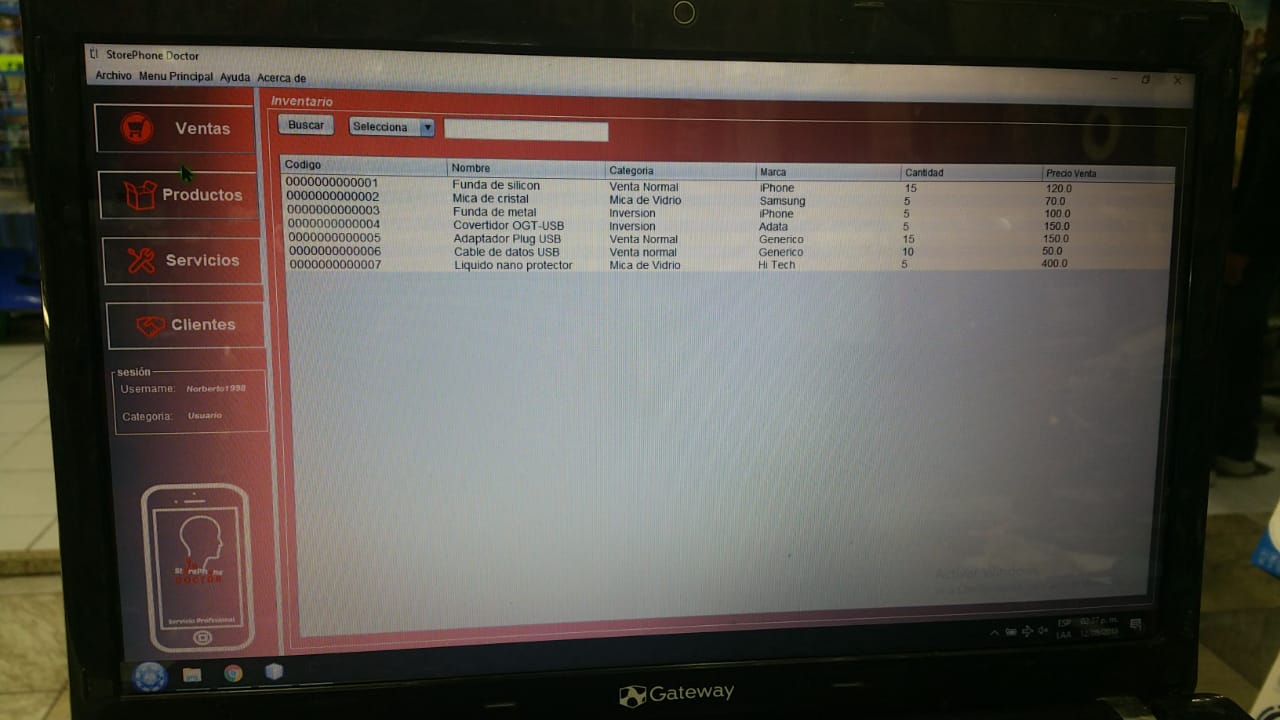 StorePhone Doctor
Archivo Menu Principal Ayuda Acerca de
Inventario
Buscar Selecciona
Ventas
Productos
Servicios
Clientes
Codigo Nombre Categoria Marca Cantidad Precio Venta
0000000000001 Funda de silicon Venta Normal iPhone 15 120.0
0000000000002 Mica de cristal Mica de Vidrio Samsung 5 70.0
0000000000003 Funda de metal Inversion iPhone 5 100.0
0000000000004 Covertidor OGT-USB Inversion Adata 5 150.0
0000000000005 Adaptador Plug USB Venta Normal Generico 15 150.0
0000000000006 Cable de datos USB Venta normal Generico 10 50.0
0000000000007 Liquido nano protector Mica de Vidrio Hi Tech 5 400.0
sesión
Username: Norberto1998
Categoria: Usuario
StorePhone
DOCTOR
Servicio Profesional
Activar Windows
ESP
LAA
Gateway